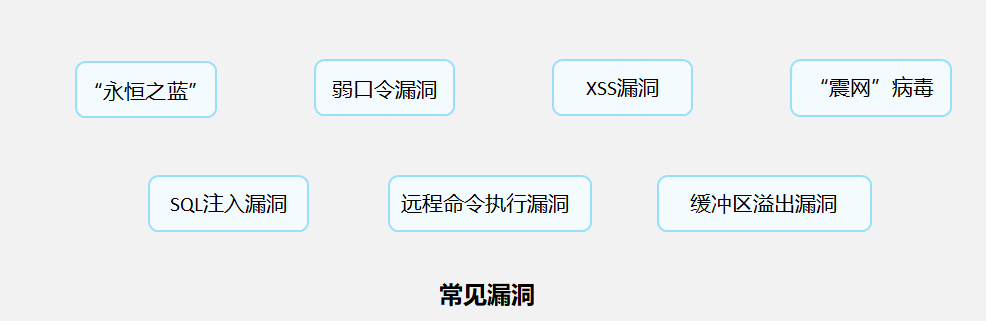 “永恒之蓝”
弱口令漏洞
XSS漏洞
“震网”病毒
SQL注入漏洞
远程命令执行漏洞
缓冲区溢出漏洞
常见漏洞